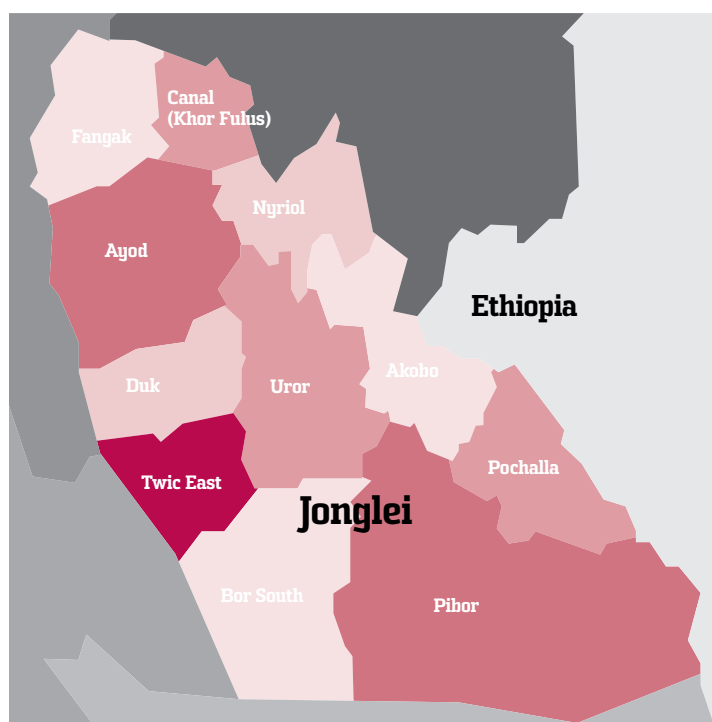 Canal
(Khor Fulus)
Fangak
Nyriol
Ayod
Ethiopia
Akobo
Duk
Uror
Pochalla
Twic East
Jonglei
Bor South
Pibor